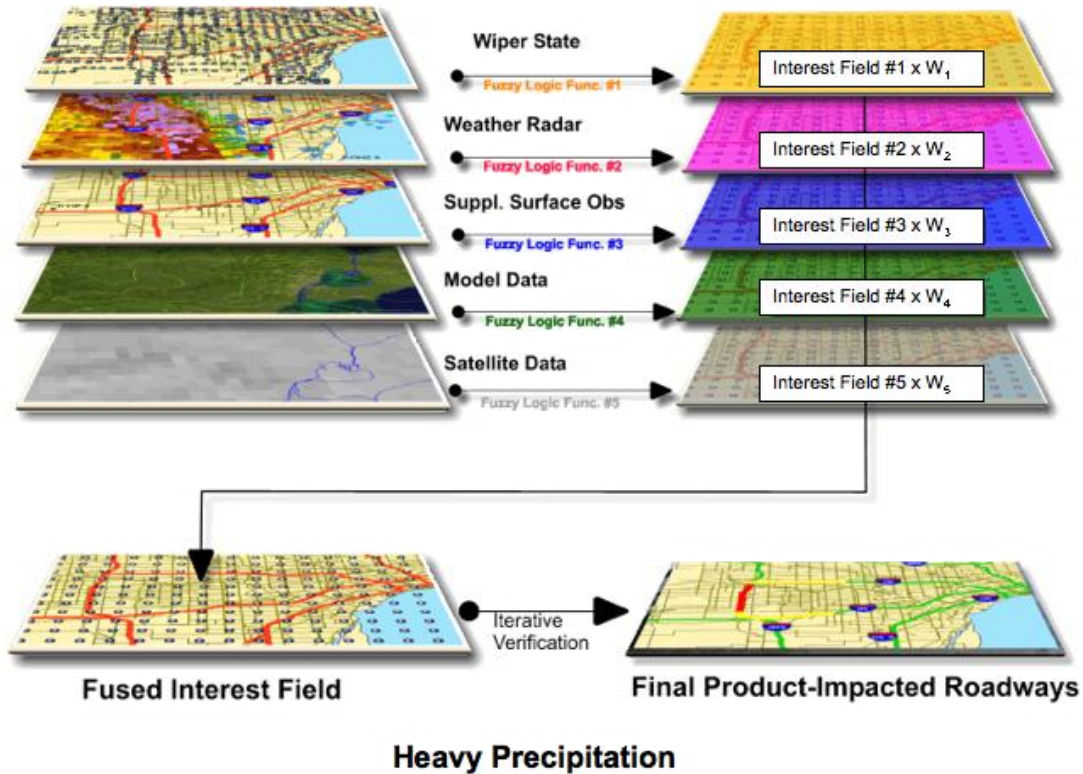 Wiper State
Fuzzy Logic Func. #1
Interest Field #1 x W₁
Weather Radar
Fuzzy Logic Func. #2
Interest Field #2 x W₂
Suppl. Surface Obs
Fuzzy Logic Func. #3
Interest Field #3 x W₃
Model Data
Fuzzy Logic Func. #4
Interest Field #4 x W₄
Satellite Data
Fuzzy Logic Func. #5
Interest Field #5 x W₅
Iterative
Verification
Fused Interest Field
Final Product-Impacted Roadways
Heavy Precipitation